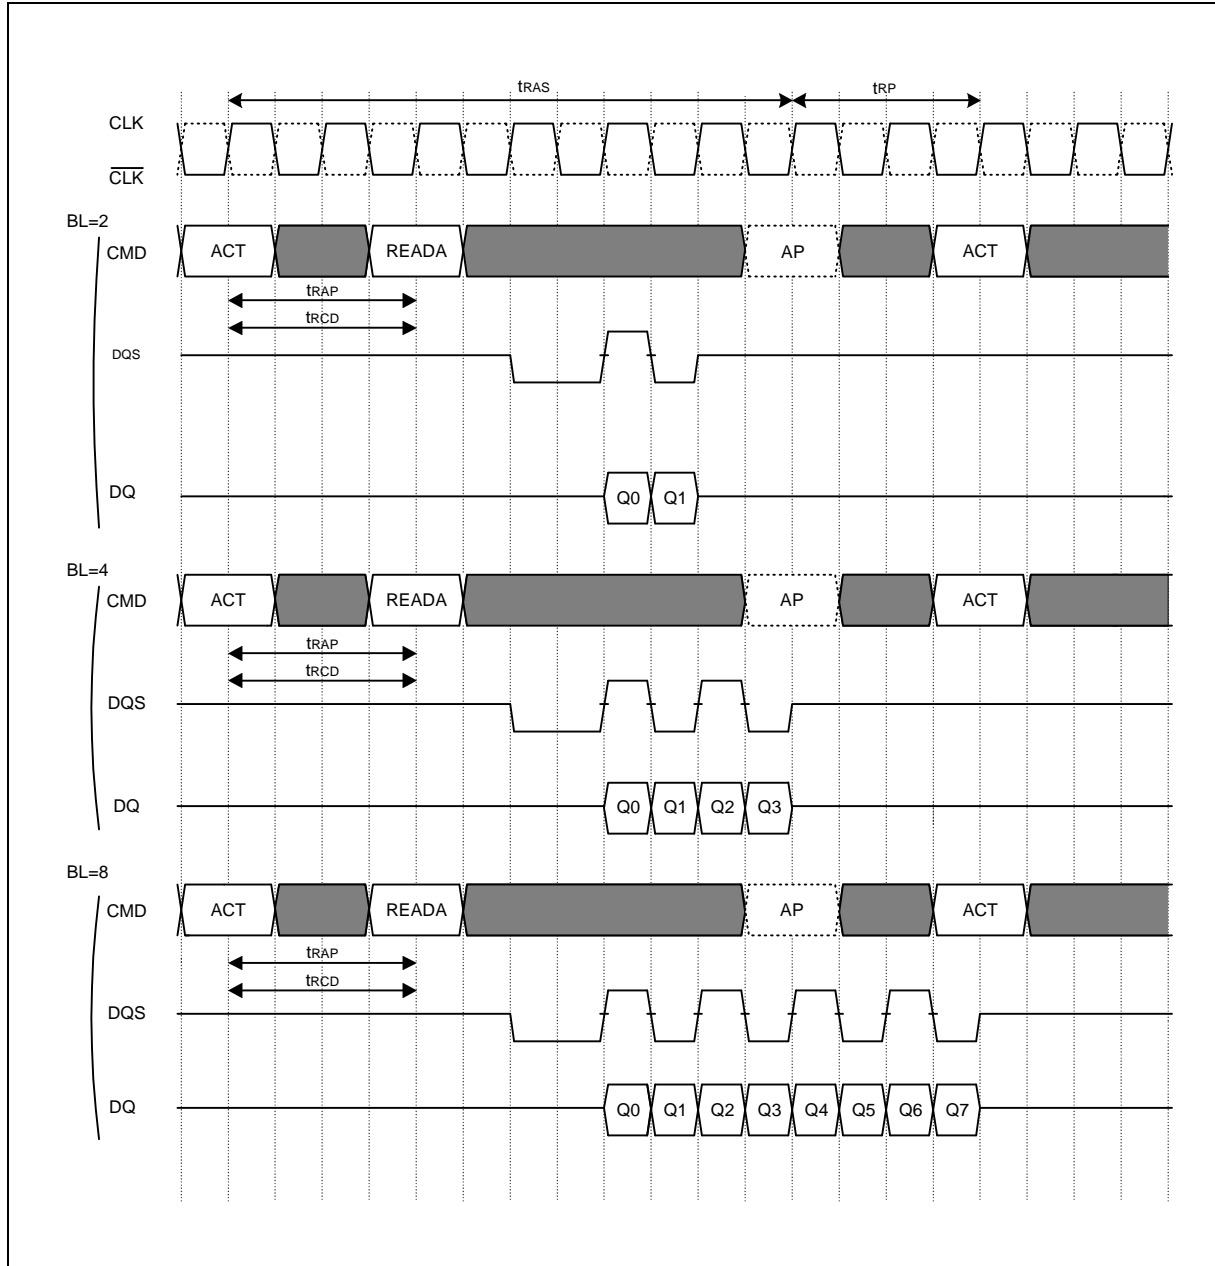 tRAS tRP
CLK
CLK
BL=2
CMD ACT READA AP ACT
tRAP
tRCD
DQS
DQ Q0 Q1
BL=4
CMD ACT READA AP ACT
tRAP
tRCD
DQS
DQ Q0 Q1 Q2 Q3
BL=8
CMD ACT READA AP ACT
tRAP
tRCD
DQS
DQ Q0 Q1 Q2 Q3 Q4 Q5 Q6 Q7